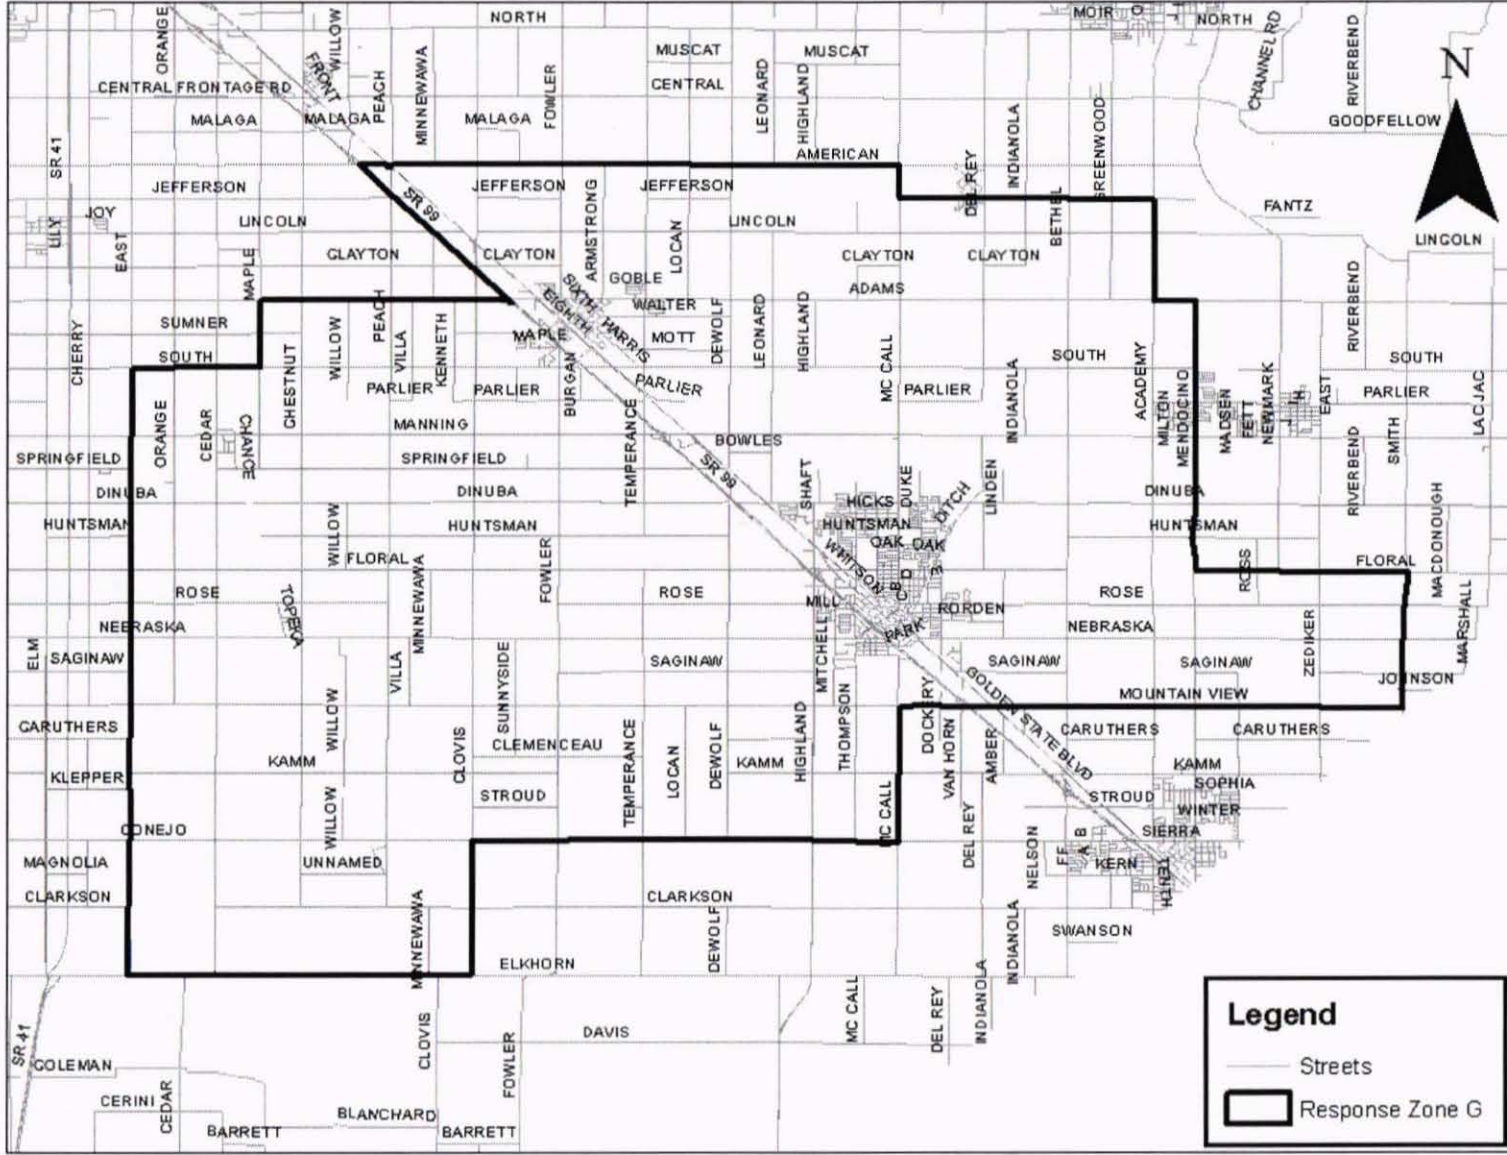 NORTH
MOIR
NORTH
ORANGE
WILLOW
MUSCAT
MUSCAT
CHANNEL RD
RIVERBEND
N
FRONT
PEACH
MINNEWAWA
FOWLER
CENTRAL
LEONARD
HIGHLAND
CENTRAL FRONTAGE RD
MALAGA
MALAGA
MALAGA
GOODFELLOW
SR 41
AMERICAN
DEL REY
INDIANOLA
GREENWOOD
JEFFERSON
JEFFERSON
JEFFERSON
SR 99
ARMSTRONG
BETHEL
FANTZ
JOY
LILY
LINCOLN
LINCOLN
LINCOLN
EAST
MAPLE
CLAYTON
CLAYTON
LOCAN
CLAYTON
CLAYTON
GOBLE
SIXTH
EIGHTH
HARRIS
WALTER
ADAMS
RIVERBEND
CHERRY
SUMNER
PEACH
WILLOW
VILLA
KENNETH
MAPLE
MOTT
DEWOLF
LEONARD
HIGHLAND
SOUTH
CHESTNUT
BURGAN
MC CALL
INDIANOLA
SOUTH
ACADEMY
SOUTH
PARLIER
PARLIER
PARLIER
PARLIER
PARLIER
MILTON
MENDOCINO
MADSEN
FETT
NEWMARK
EAST
SMITH
LAC JAC
ORANGE
CEDAR
CHANCE
MANNING
TEMPERANCE
BOWLES
SPRINGFIELD
SPRINGFIELD
SR 99
SHAFT
DUKE
DITCH
LINDEN
RIVERBEND
DINUBA
DINUBA
DINUBA
HICKS
HUNTSMAN
WILLOW
HUNTSMAN
HUNTSMAN
HUNTSMAN
MACDONOUGH
OAK
OAK
WHITSON
FLORAL
MINNEWAWA
FOWLER
B
C
D
E
ROSS
FLORAL
ROSE
TOPEKA
ROSE
MILL
RORDEN
ROSE
MARSHALL
NEBRASKA
PARK
NEBRASKA
ZEDIKER
ELM
SAGINAW
VILLA
SUNNYSIDE
SAGINAW
MITCHELL
SAGINAW
SAGINAW
JOHNSON
GOLDEN STATE BLVD
MOUNTAIN VIEW
CARUTHERS
WILLOW
CLOVIS
TEMPERANCE
LOCAN
DEWOLF
HIGHLAND
THOMPSON
DOCKERY
VAN HORN
AMBER
CARUTHERS
CARUTHERS
CLEMENCEAU
KAMM
KAMM
KAMM
KLEPPER
SOPHIA
STROUD
MC CALL
STROUD
WINTER
CONEJO
WILLOW
DEL REY
NELSON
FF
A
B
SIERRA
MAGNOLIA
UNNAMED
KERN
TENTH
CLARKSON
MINNEWAWA
CLARKSON
DEWOLF
INDIANOLA
SWANSON
ELKHORN
INDIANOLA
SR 41
CLOVIS
FOWLER
DAVIS
MC CALL
DEL REY
COLEMAN
CERINI
CEDAR
BLANCHARD
BARRETT
BARRETT
Legend
Streets
Response Zone G